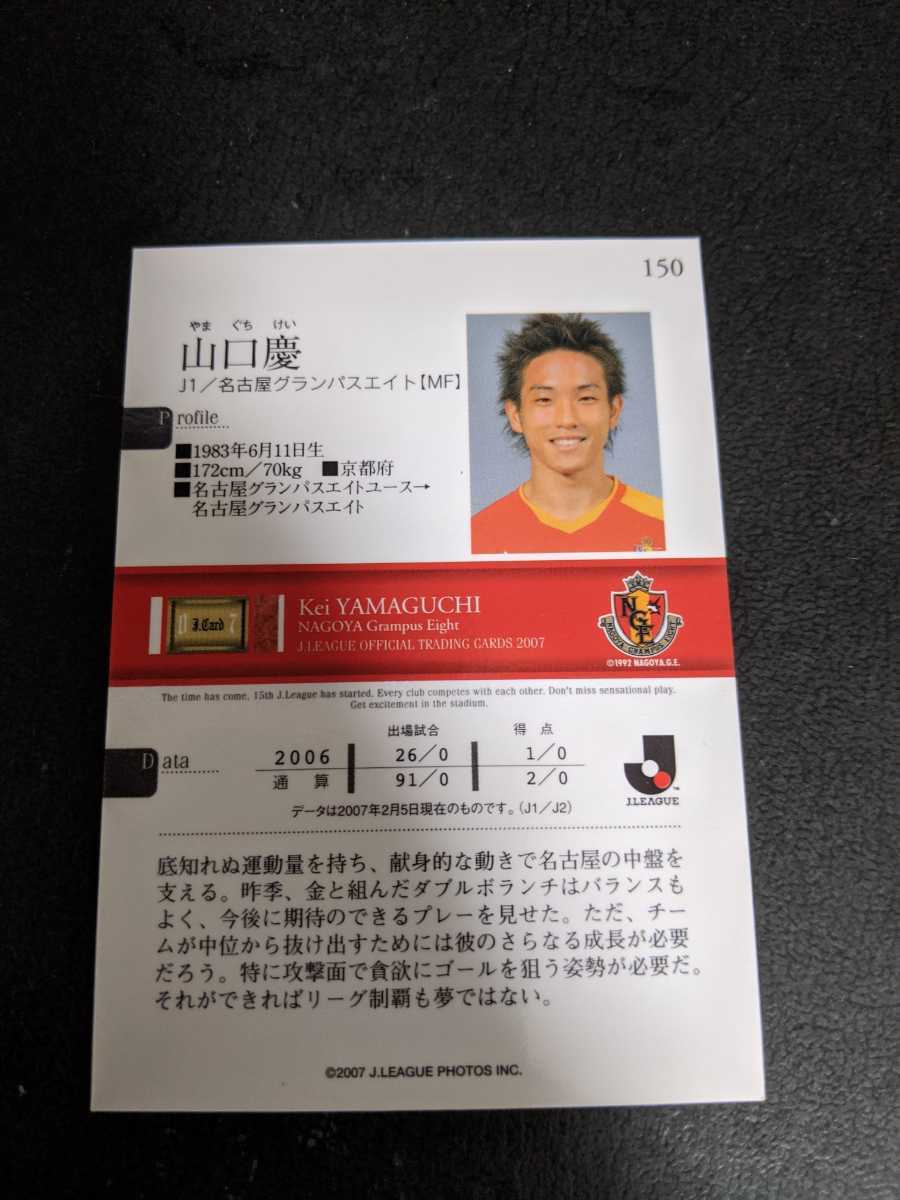 150
やま ぐち けい
山口慶
J1／名古屋グランパスエイト【MF】
Profile
■1983年6月11日生
■172cm／70kg ■京都府
■名古屋グランパスエイトユース→
名古屋グランパスエイト
J.Card
Kei YAMAGUCHI
NAGOYA Grampus Eight
J.LEAGUE OFFICIAL TRADING CARDS 2007
NGE
NAGOYA GRAMPUS EIGHT
©1992 NAGOYA.G.E.
The time has come. 15th J.League has started. Every club competes with each other. Don't miss sensational play.
Get excitement in the stadium.
Data
出場試合 得点
2006 26／0 1／0
通算 91／0 2／0
データは2007年2月5日現在のものです。（J1／J2）
J.LEAGUE™
底知れぬ運動量を持ち、献身的な動きで名古屋の中盤を
支える。昨季、金と組んだダブルボランチはバランスも
よく、今後に期待のできるプレーを見せた。ただ、チー
ムが中位から抜け出すためには彼のさらなる成長が必要
だろう。特に攻撃面で貪欲にゴールを狙う姿勢が必要だ。
それができればリーグ制覇も夢ではない。
©2007 J.LEAGUE PHOTOS INC.